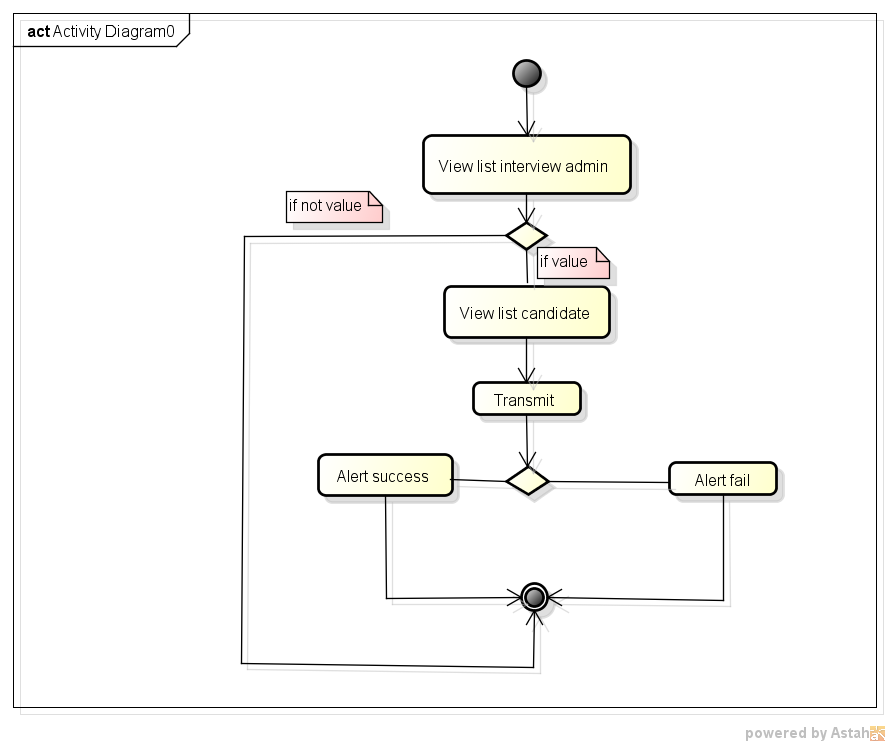 act Activity Diagram0
View list interview admin
if not value
if value
View list candidate
Transmit
Alert success
Alert fail
powered by Astah